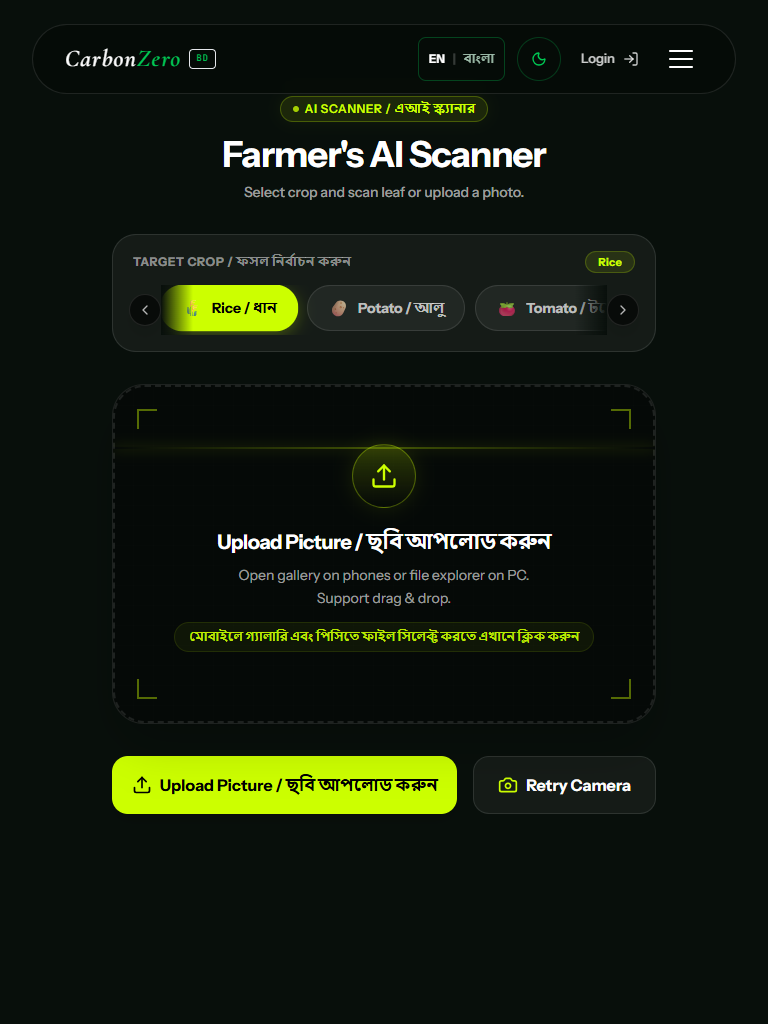 CarbonZero BD
EN | বাংলা
Login
AI SCANNER / এআই স্ক্যানার
Farmer's AI Scanner
Select crop and scan leaf or upload a photo.
TARGET CROP / ফসল নির্বাচন করুন
Rice
Rice / ধান
Potato / আলু
Tomato /
Upload Picture / ছবি আপলোড করুন
Open gallery on phones or file explorer on PC.
Support drag & drop.
মোবাইলে গ্যালারি এবং পিসিতে ফাইল সিলেক্ট করতে এখানে ক্লিক করুন
Upload Picture / ছবি আপলোড করুন
Retry Camera